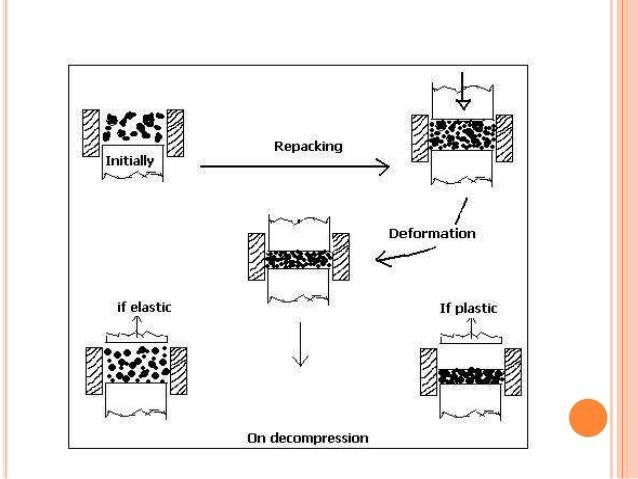 Initially
Repacking
Deformation
if elastic
If plastic
On decompression